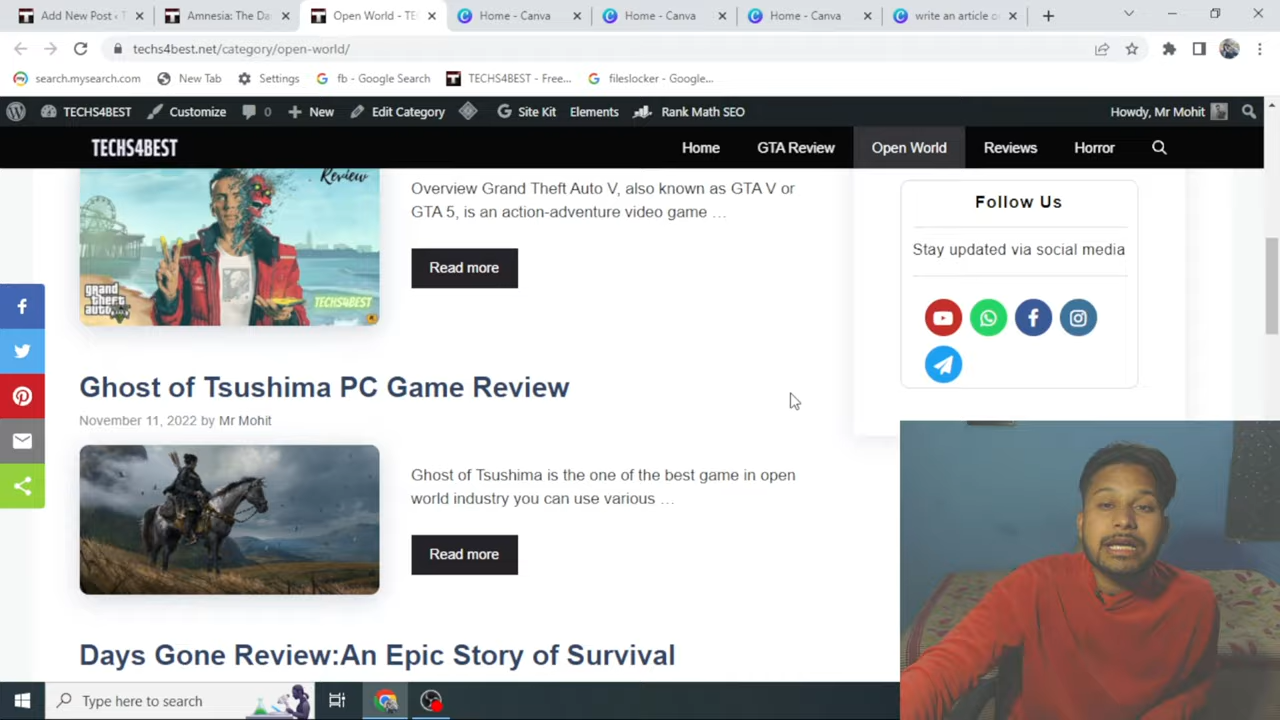 Add New Post ‹ T
Amnesia: The Da
Open World - TE
Home - Canva
Home - Canva
Home - Canva
write an article o
techs4best.net/category/open-world/
search.mysearch.com
New Tab
Settings
fb - Google Search
TECHS4BEST - Free...
fileslocker - Google...
TECHS4BEST
Customize
0
New
Edit Category
Site Kit
Elements
Rank Math SEO
Howdy, Mr Mohit
TECHS4BEST
Home
GTA Review
Open World
Reviews
Horror
Review
grand
theft
auto
TECHS4BEST
Overview Grand Theft Auto V, also known as GTA V or
GTA 5, is an action-adventure video game …
Read more
Follow Us
Stay updated via social media
Ghost of Tsushima PC Game Review
November 11, 2022 by Mr Mohit
Ghost of Tsushima is the one of the best game in open
world industry you can use various …
Read more
Days Gone Review:An Epic Story of Survival
Type here to search